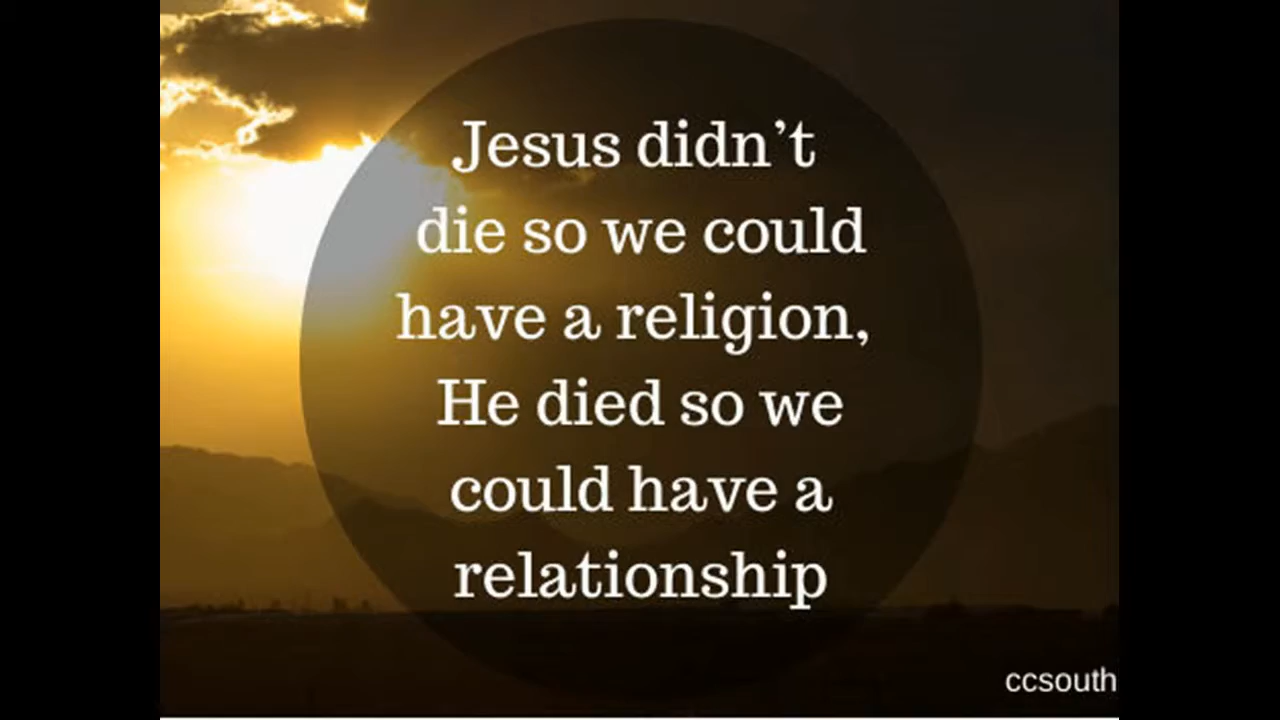 Jesus didn’t
die so we could
have a religion,
He died so we
could have a
relationship
ccsouth